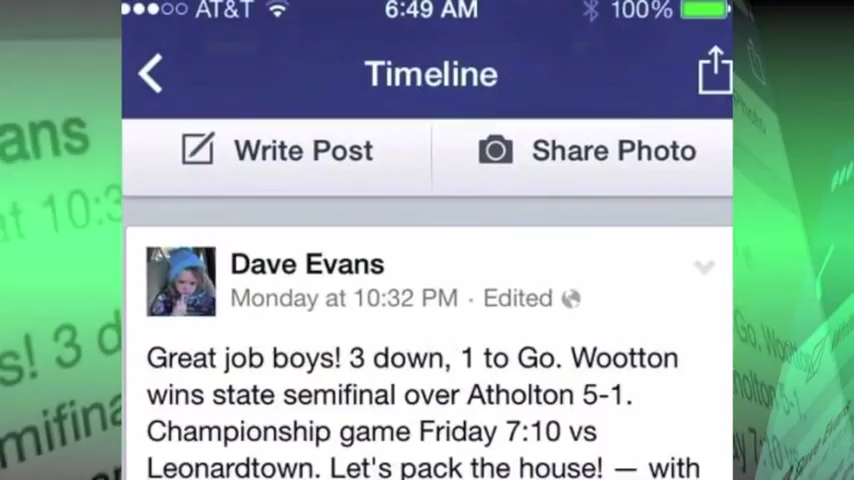 AT&T 6:49 AM 100%
Timeline
Write Post Share Photo
Dave Evans
Monday at 10:32 PM · Edited
Great job boys! 3 down, 1 to Go. Wootton
wins state semifinal over Atholton 5-1.
Championship game Friday 7:10 vs
Leonardtown. Let's pack the house! — with